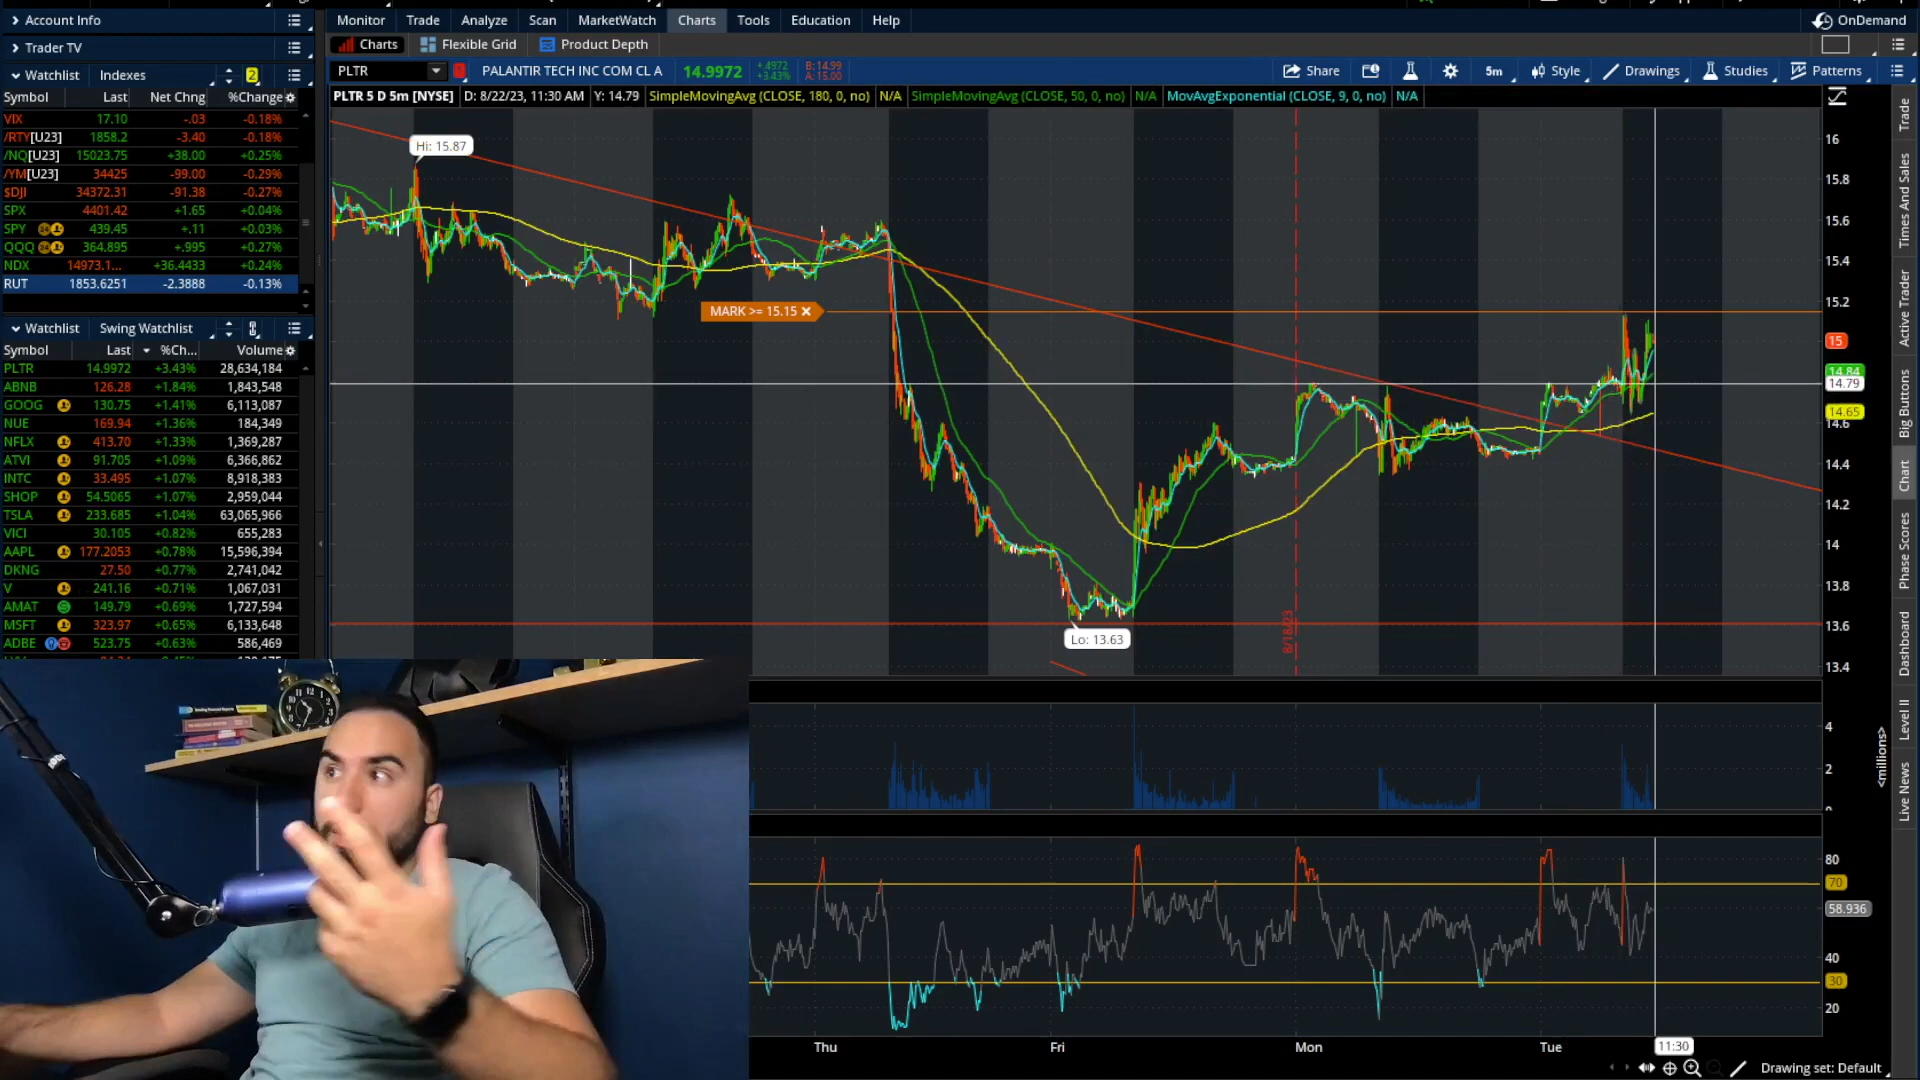 Account Info
Trader TV
Watchlist Indexes 2
Symbol Last Net Chng %Change
VIX 17.10 -.03 -0.18%
/RTY[U23] 1858.2 -3.40 -0.18%
/NQ[U23] 15023.75 +38.00 +0.25%
/YM[U23] 34425 -99.00 -0.29%
$DJI 34372.31 -91.38 -0.27%
SPX 4401.42 +1.65 +0.04%
SPY 439.45 +.11 +0.03%
QQQ 364.895 +.995 +0.27%
NDX 14973.1... +36.4433 +0.24%
RUT 1853.6251 -2.3888 -0.13%
Watchlist Swing Watchlist
Symbol Last %Ch... Volume
PLTR 14.9972 +3.43% 28,634,184
ABNB 126.28 +1.84% 1,843,548
GOOG 130.75 +1.41% 6,113,087
NUE 169.94 +1.36% 184,349
NFLX 413.70 +1.33% 1,369,287
ATVI 91.705 +1.09% 6,366,862
INTC 33.495 +1.07% 8,918,383
SHOP 54.5065 +1.07% 2,959,044
TSLA 233.685 +1.04% 63,065,966
VICI 30.105 +0.82% 655,283
AAPL 177.2053 +0.78% 15,596,394
DKNG 27.50 +0.77% 2,741,042
V 241.16 +0.71% 1,067,031
AMAT 149.79 +0.69% 1,727,594
MSFT 323.97 +0.65% 6,133,648
ADBE 523.75 +0.63% 586,469
Monitor Trade Analyze Scan MarketWatch Charts Tools Education Help OnDemand
Charts Flexible Grid Product Depth
PLTR PALANTIR TECH INC COM CL A 14.9972 +.4972 +3.43% B: 14.99 A: 15.00 Share 5m Style Drawings Studies Patterns
PLTR 5 D 5m [NYSE] D: 8/22/23, 11:30 AM Y: 14.79 SimpleMovingAvg (CLOSE, 180, 0, no) N/A SimpleMovingAvg (CLOSE, 50, 0, no) N/A MovAvgExponential (CLOSE, 9, 0, no) N/A
Hi: 15.87
MARK >= 15.15
Lo: 13.63
8/18/23
16
15.8
15.6
15.4
15.2
15
14.84
14.79
14.65
14.6
14.4
14.2
14
13.8
13.6
13.4
4
2
<millions>
80
70
58.936
40
30
20
Thu Fri Mon Tue 11:30
Drawing set: Default
Trade
Times And Sales
Active Trader
Big Buttons
Chart
Phase Scores
Dashboard
Level II
Live News